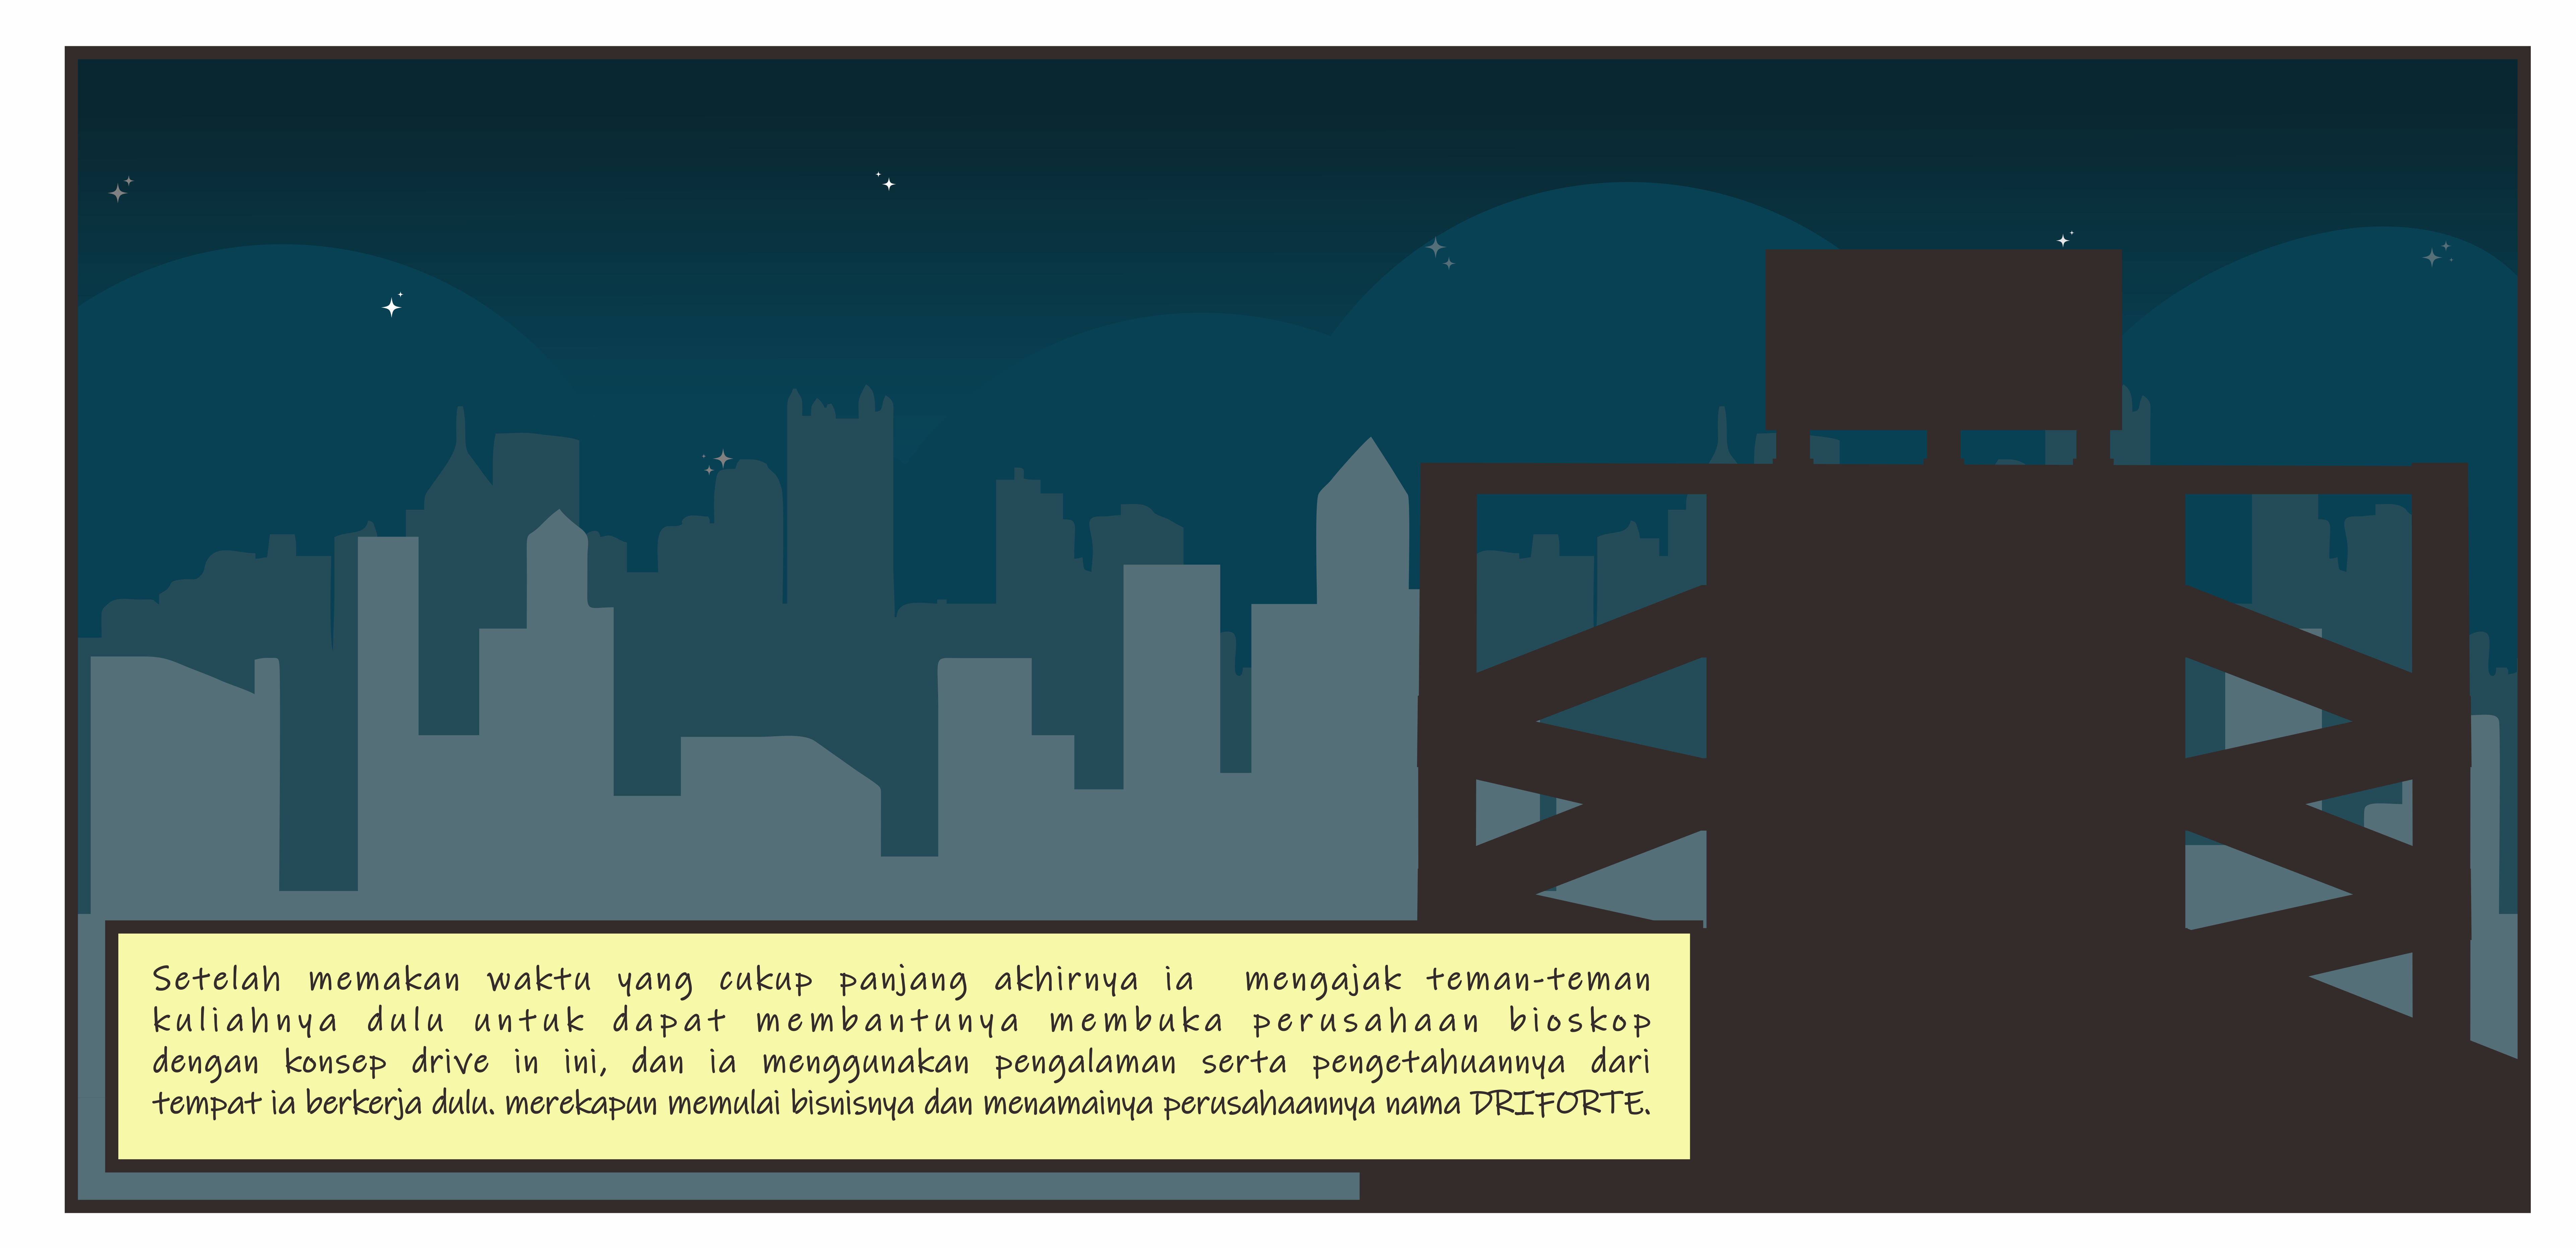 Setelah memakan waktu yang cukup panjang akhirnya ia mengajak teman-teman
kuliahnya dulu untuk dapat membantunya membuka perusahaan bioskop
dengan konsep drive in ini, dan ia menggunakan pengalaman serta pengetahuannya dari
tempat ia berkerja dulu. merekapun memulai bisnisnya dan menamainya perusahaannya nama DRIFORTE.